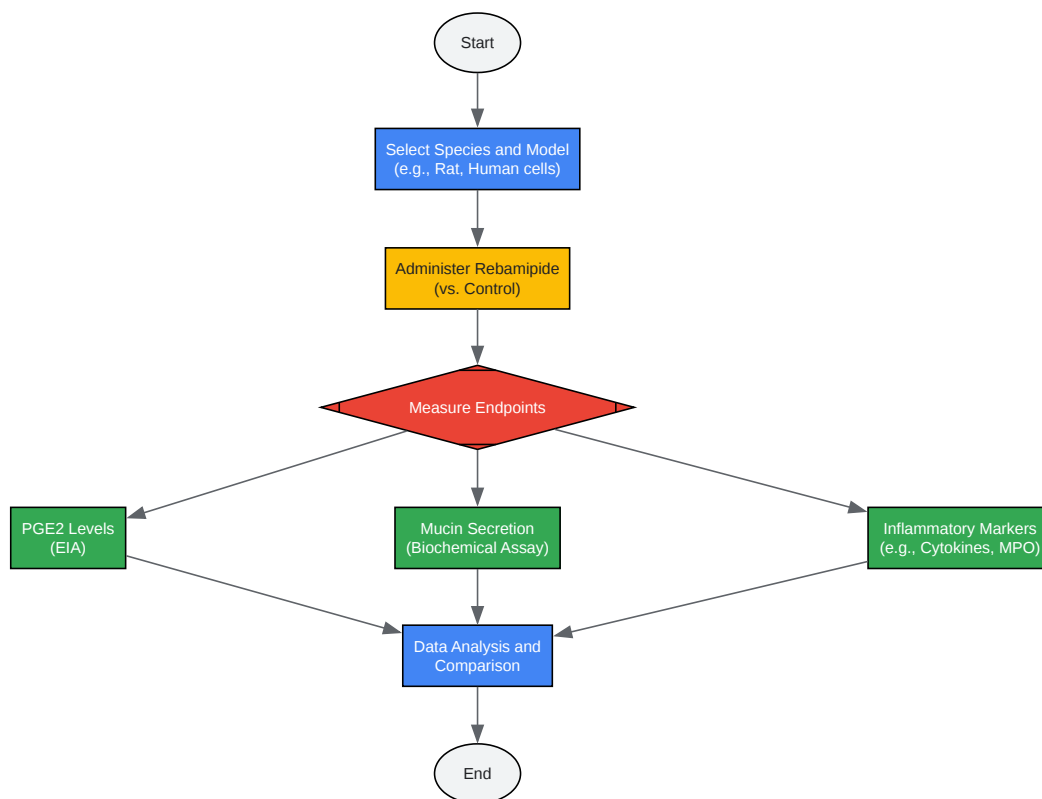 Start
Select Species and Model
(e.g., Rat, Human cells)
Administer Rebamipide
(vs. Control)
Measure Endpoints
PGE2 Levels
(EIA)
Mucin Secretion
(Biochemical Assay)
Inflammatory Markers
(e.g., Cytokines, MPO)
Data Analysis and
Comparison
End